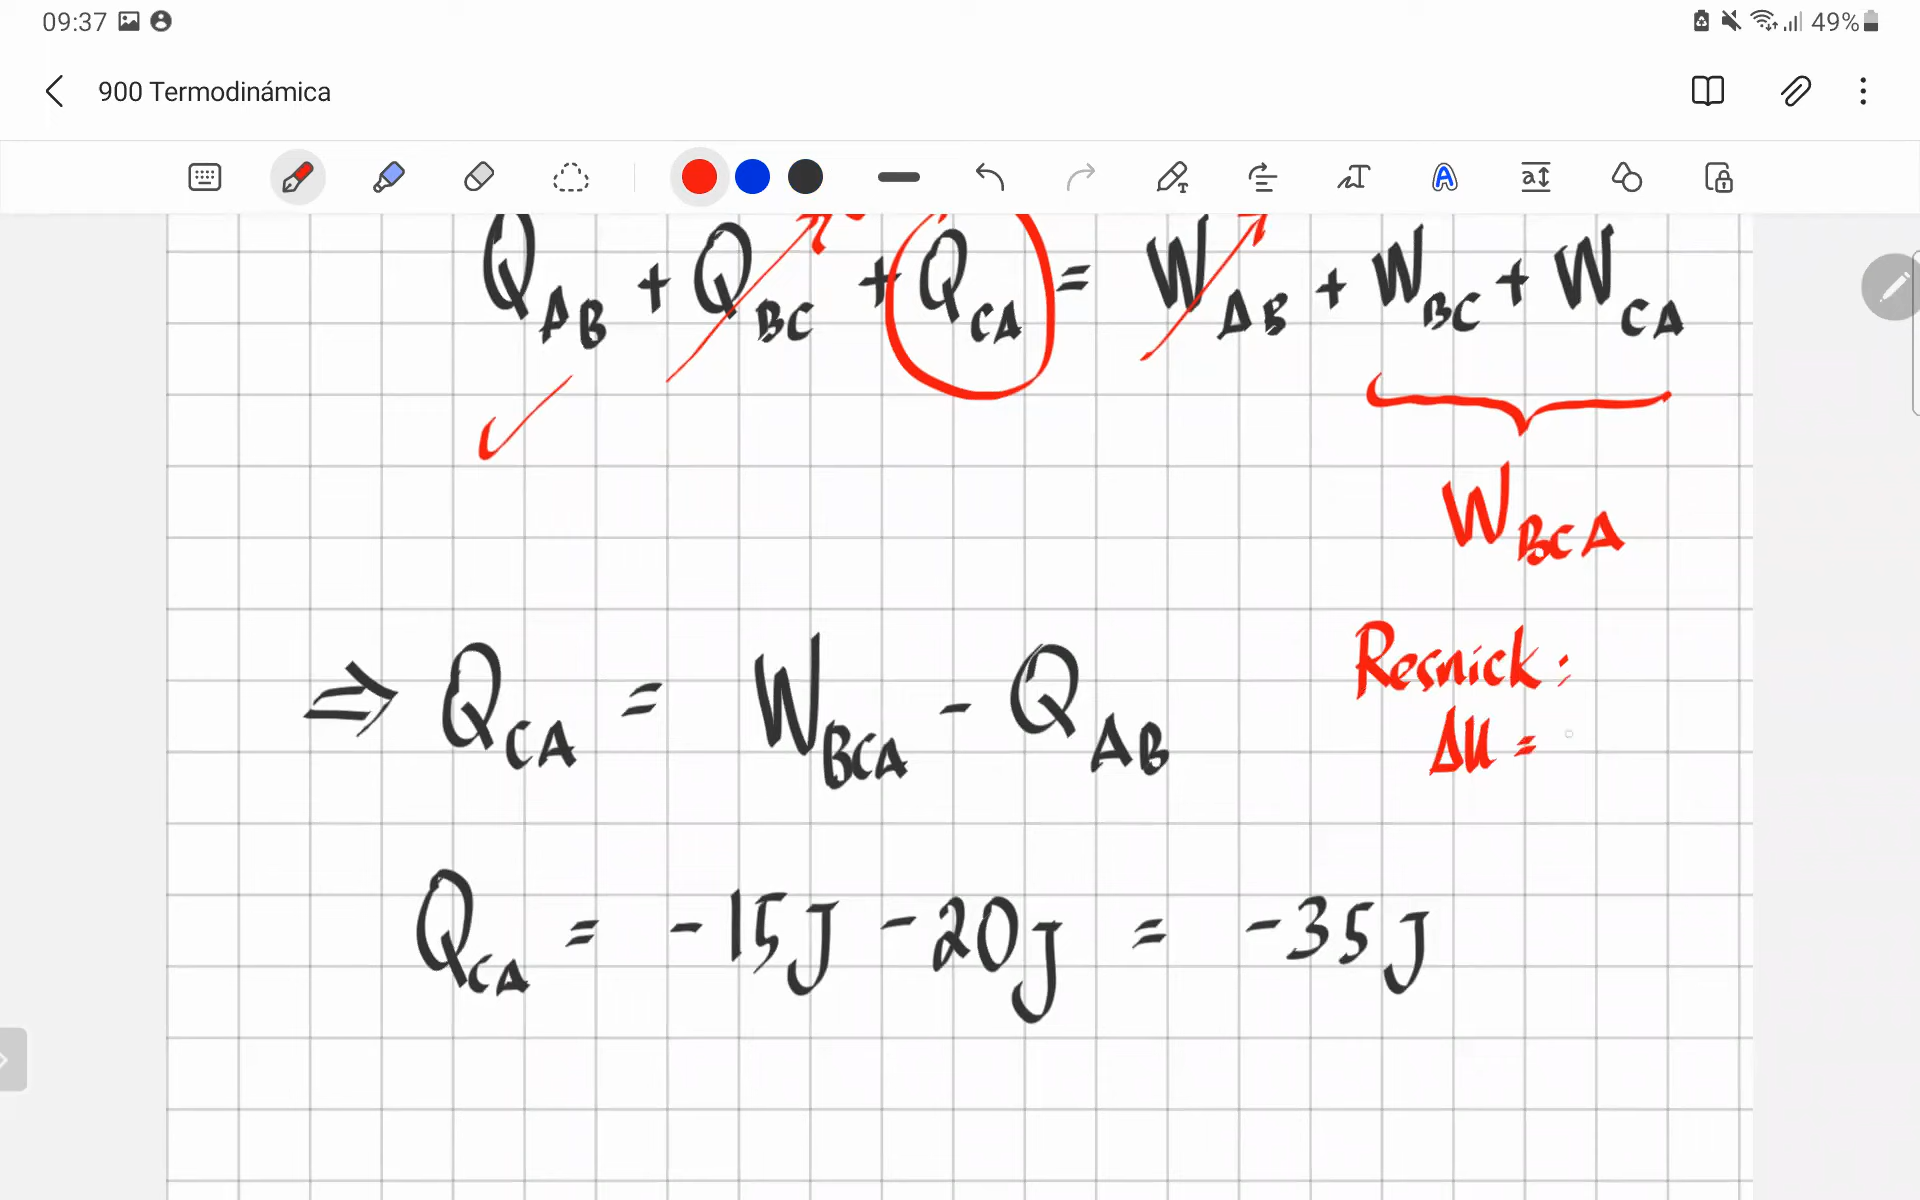 09:37
49%
900 Termodinámica
Q_AB + Q_BC + Q_CA = W_AB + W_BC + W_CA
W_BCA
⇒ Q_CA = W_BCA - Q_AB
Resnick:
ΔU =
Q_CA = -15J - 20J = -35J